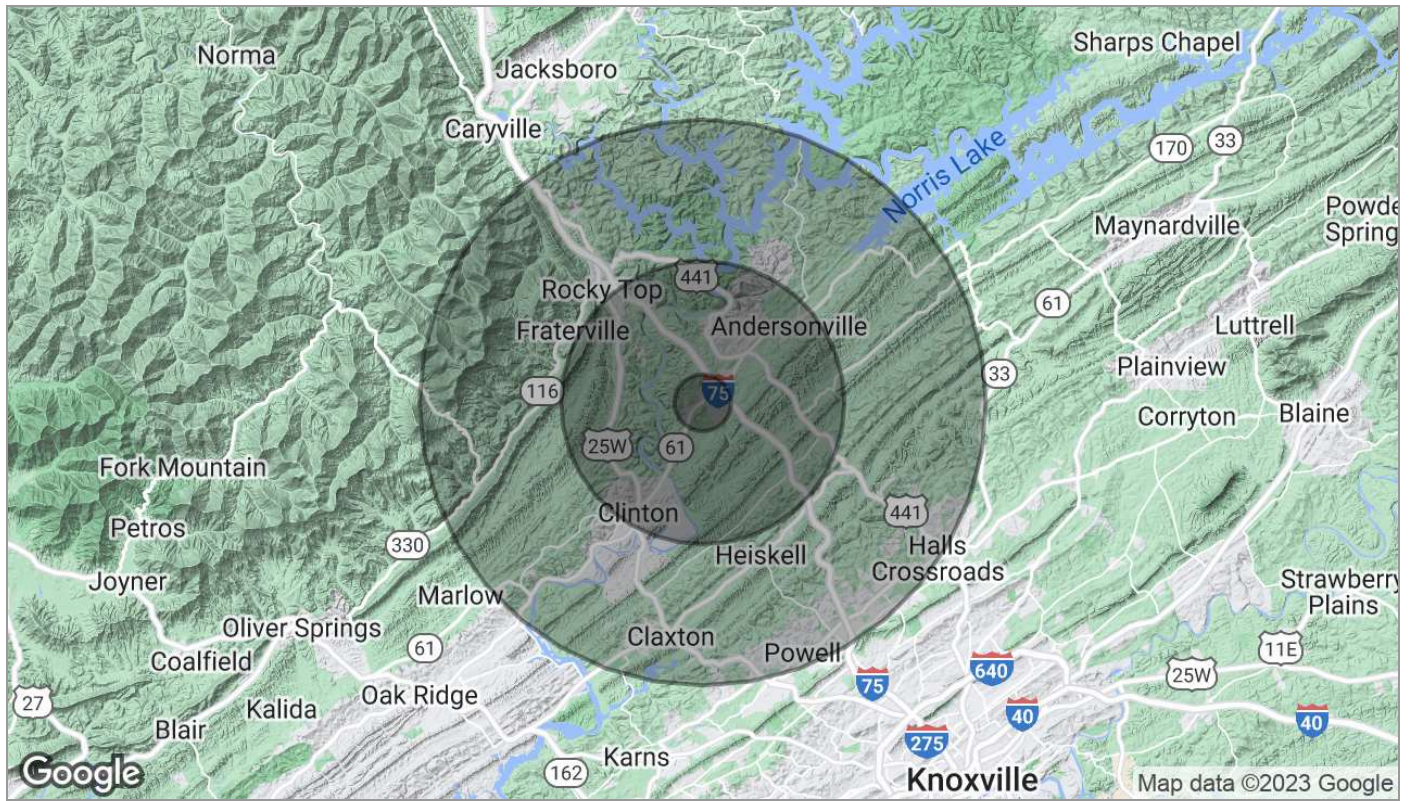 Norma
Jacksboro
Sharps Chapel
Caryville
170
33
Norris Lake
Maynardville
Powde
Spring
441
Rocky Top
61
Fraterville
Andersonville
Luttrell
Plainview
33
116
75
Corryton
Blaine
25W
61
Fork Mountain
Petros
Clinton
441
330
Heiskell
Halls
Crossroads
Joyner
Marlow
Strawberry
Plains
Oliver Springs
Claxton
61
Coalfield
Powell
11E
640
25W
75
27
Oak Ridge
Kalida
40
40
Blair
275
Karns
162
Google
Knoxville
Map data ©2023 Google